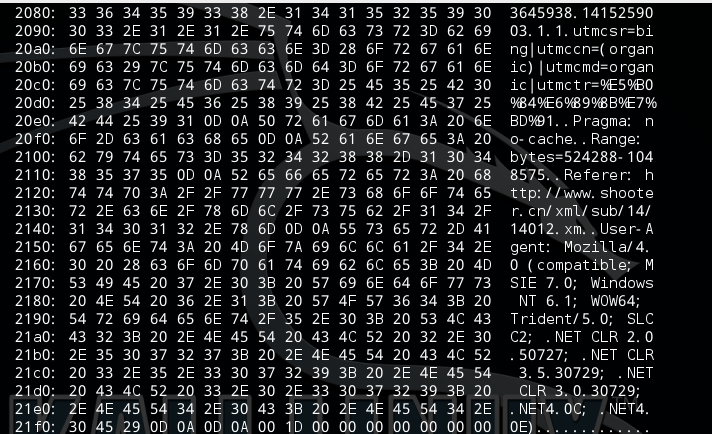 2080: 33 36 34 35 39 33 38 2E 31 34 31 35 32 35 39 30 3645938.14152590
2090: 30 33 2E 31 2E 31 2E 75 74 6D 63 73 72 3D 62 69 03.1.1.utmcsr=bi
20a0: 6E 67 7C 75 74 6D 63 63 6E 3D 28 6F 72 67 61 6E ng|utmccn=(organ
20b0: 69 63 29 7C 75 74 6D 63 6D 64 3D 6F 72 67 61 6E ic)|utmcmd=organ
20c0: 69 63 7C 75 74 6D 63 74 72 3D 25 45 35 25 42 30 ic|utmctr=%E5%B0
20d0: 25 38 34 25 45 36 25 38 39 25 38 42 25 45 37 25 %84%E6%89%8B%E7%
20e0: 42 44 25 39 31 0D 0A 50 72 61 67 6D 61 3A 20 6E BD%91..Pragma: n
20f0: 6F 2D 63 61 63 68 65 0D 0A 52 61 6E 67 65 3A 20 o-cache..Range:
2100: 62 79 74 65 73 3D 35 32 34 32 38 38 2D 31 30 34 bytes=524288-104
2110: 38 35 37 35 0D 0A 52 65 66 65 72 65 72 3A 20 68 8575..Referer: h
2120: 74 74 70 3A 2F 2F 77 77 77 2E 73 68 6F 6F 74 65 ttp://www.shoote
2130: 72 2E 63 6E 2F 78 6D 6C 2F 73 75 62 2F 31 34 2F r.cn/xml/sub/14/
2140: 31 34 30 31 32 2E 78 6D 0D 0A 55 73 65 72 2D 41 14012.xm..User-A
2150: 67 65 6E 74 3A 20 4D 6F 7A 69 6C 6C 61 2F 34 2E gent: Mozilla/4.
2160: 30 20 28 63 6F 6D 70 61 74 69 62 6C 65 3B 20 4D 0 (compatible; M
2170: 53 49 45 20 37 2E 30 3B 20 57 69 6E 64 6F 77 73 SIE 7.0; Windows
2180: 20 4E 54 20 36 2E 31 3B 20 57 4F 57 36 34 3B 20 NT 6.1; WOW64;
2190: 54 72 69 64 65 6E 74 2F 35 2E 30 3B 20 53 4C 43 Trident/5.0; SLC
21a0: 43 32 3B 20 2E 4E 45 54 20 43 4C 52 20 32 2E 30 C2; .NET CLR 2.0
21b0: 2E 35 30 37 32 37 3B 20 2E 4E 45 54 20 43 4C 52 .50727; .NET CLR
21c0: 20 33 2E 35 2E 33 30 37 32 39 3B 20 2E 4E 45 54 3.5.30729; .NET
21d0: 20 43 4C 52 20 33 2E 30 2E 33 30 37 32 39 3B 20 CLR 3.0.30729;
21e0: 2E 4E 45 54 34 2E 30 43 3B 20 2E 4E 45 54 34 2E .NET4.0C; .NET4.
21f0: 30 45 29 0D 0A 0D 0A 00 1D 00 00 00 00 00 00 00 0E).............